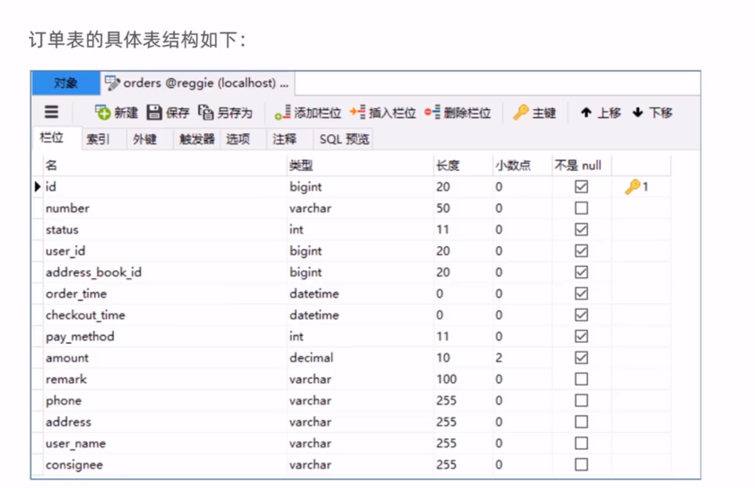 订单表的具体表结构如下：
对象 orders @reggie (localhost) ...
新建 保存 另存为 添加栏位 插入栏位 删除栏位 主键 上移 下移
栏位 索引 外键 触发器 选项 注释 SQL 预览
名 类型 长度 小数点 不是 null
id bigint 20 0 1
number varchar 50 0
status int 11 0
user_id bigint 20 0
address_book_id bigint 20 0
order_time datetime 0 0
checkout_time datetime 0 0
pay_method int 11 0
amount decimal 10 2
remark varchar 100 0
phone varchar 255 0
address varchar 255 0
user_name varchar 255 0
consignee varchar 255 0